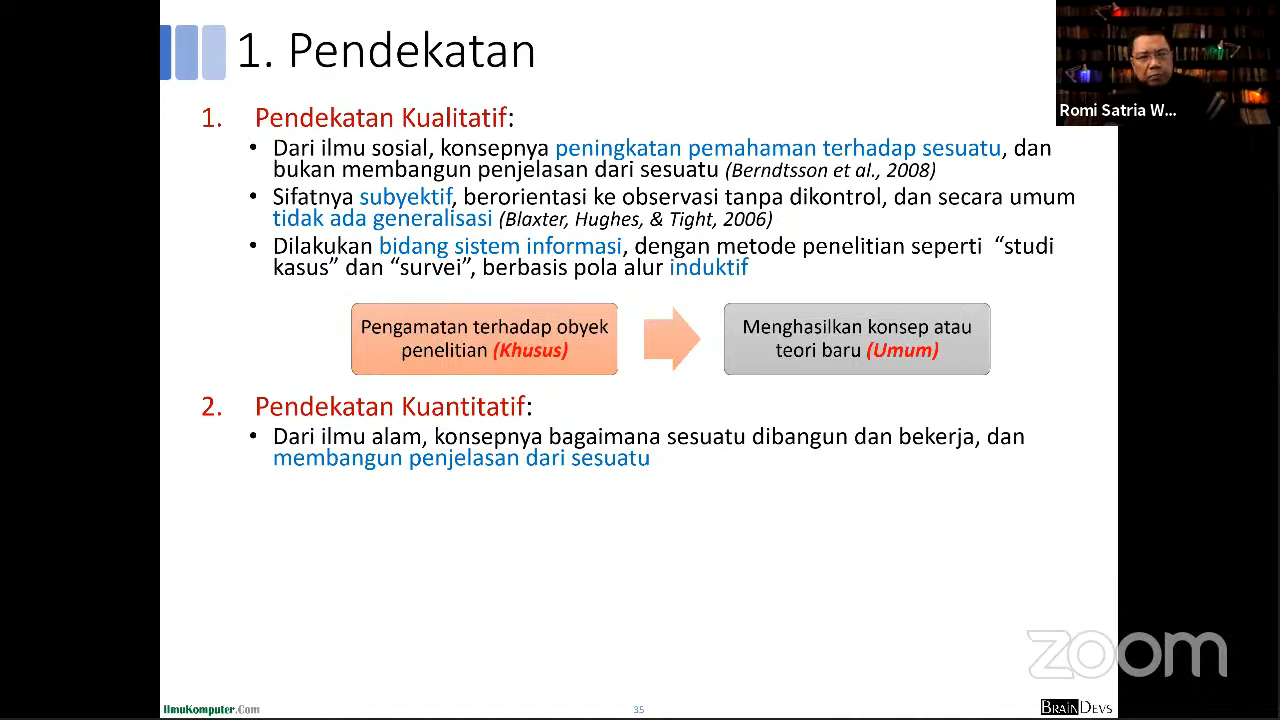 1. Pendekatan
Romi Satria W...
1. Pendekatan Kualitatif:
• Dari ilmu sosial, konsepnya peningkatan pemahaman terhadap sesuatu, dan
bukan membangun penjelasan dari sesuatu (Berndtsson et al., 2008)
• Sifatnya subyektif, berorientasi ke observasi tanpa dikontrol, dan secara umum
tidak ada generalisasi (Blaxter, Hughes, & Tight, 2006)
• Dilakukan bidang sistem informasi, dengan metode penelitian seperti “studi
kasus” dan “survei”, berbasis pola alur induktif
Pengamatan terhadap obyek
penelitian (Khusus)
Menghasilkan konsep atau
teori baru (Umum)
2. Pendekatan Kuantitatif:
• Dari ilmu alam, konsepnya bagaimana sesuatu dibangun dan bekerja, dan
membangun penjelasan dari sesuatu
zoom
IlmuKomputer.Com
35
BRAINDEVS